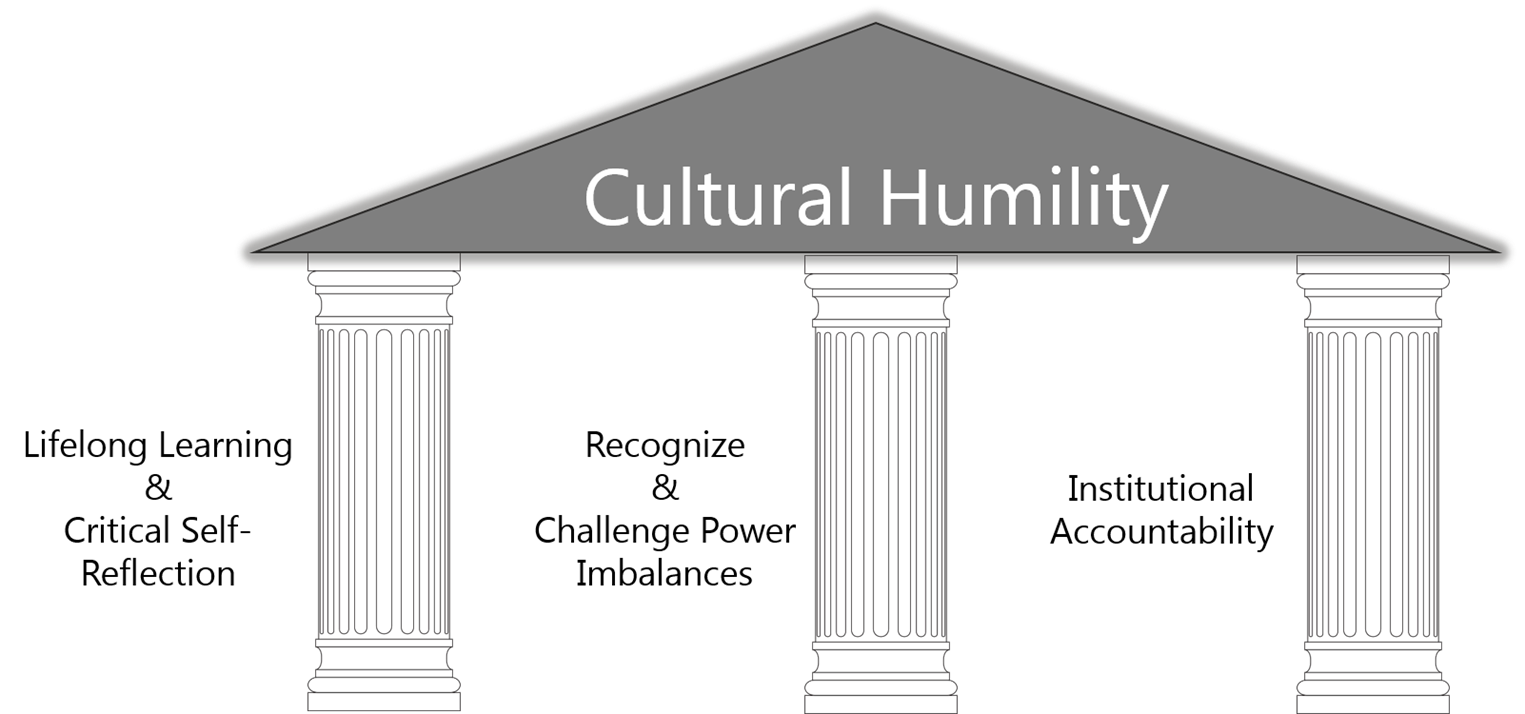 Cultural Humility
Lifelong Learning
&
Critical Self-
Reflection
Recognize
&
Challenge Power
Imbalances
Institutional
Accountability